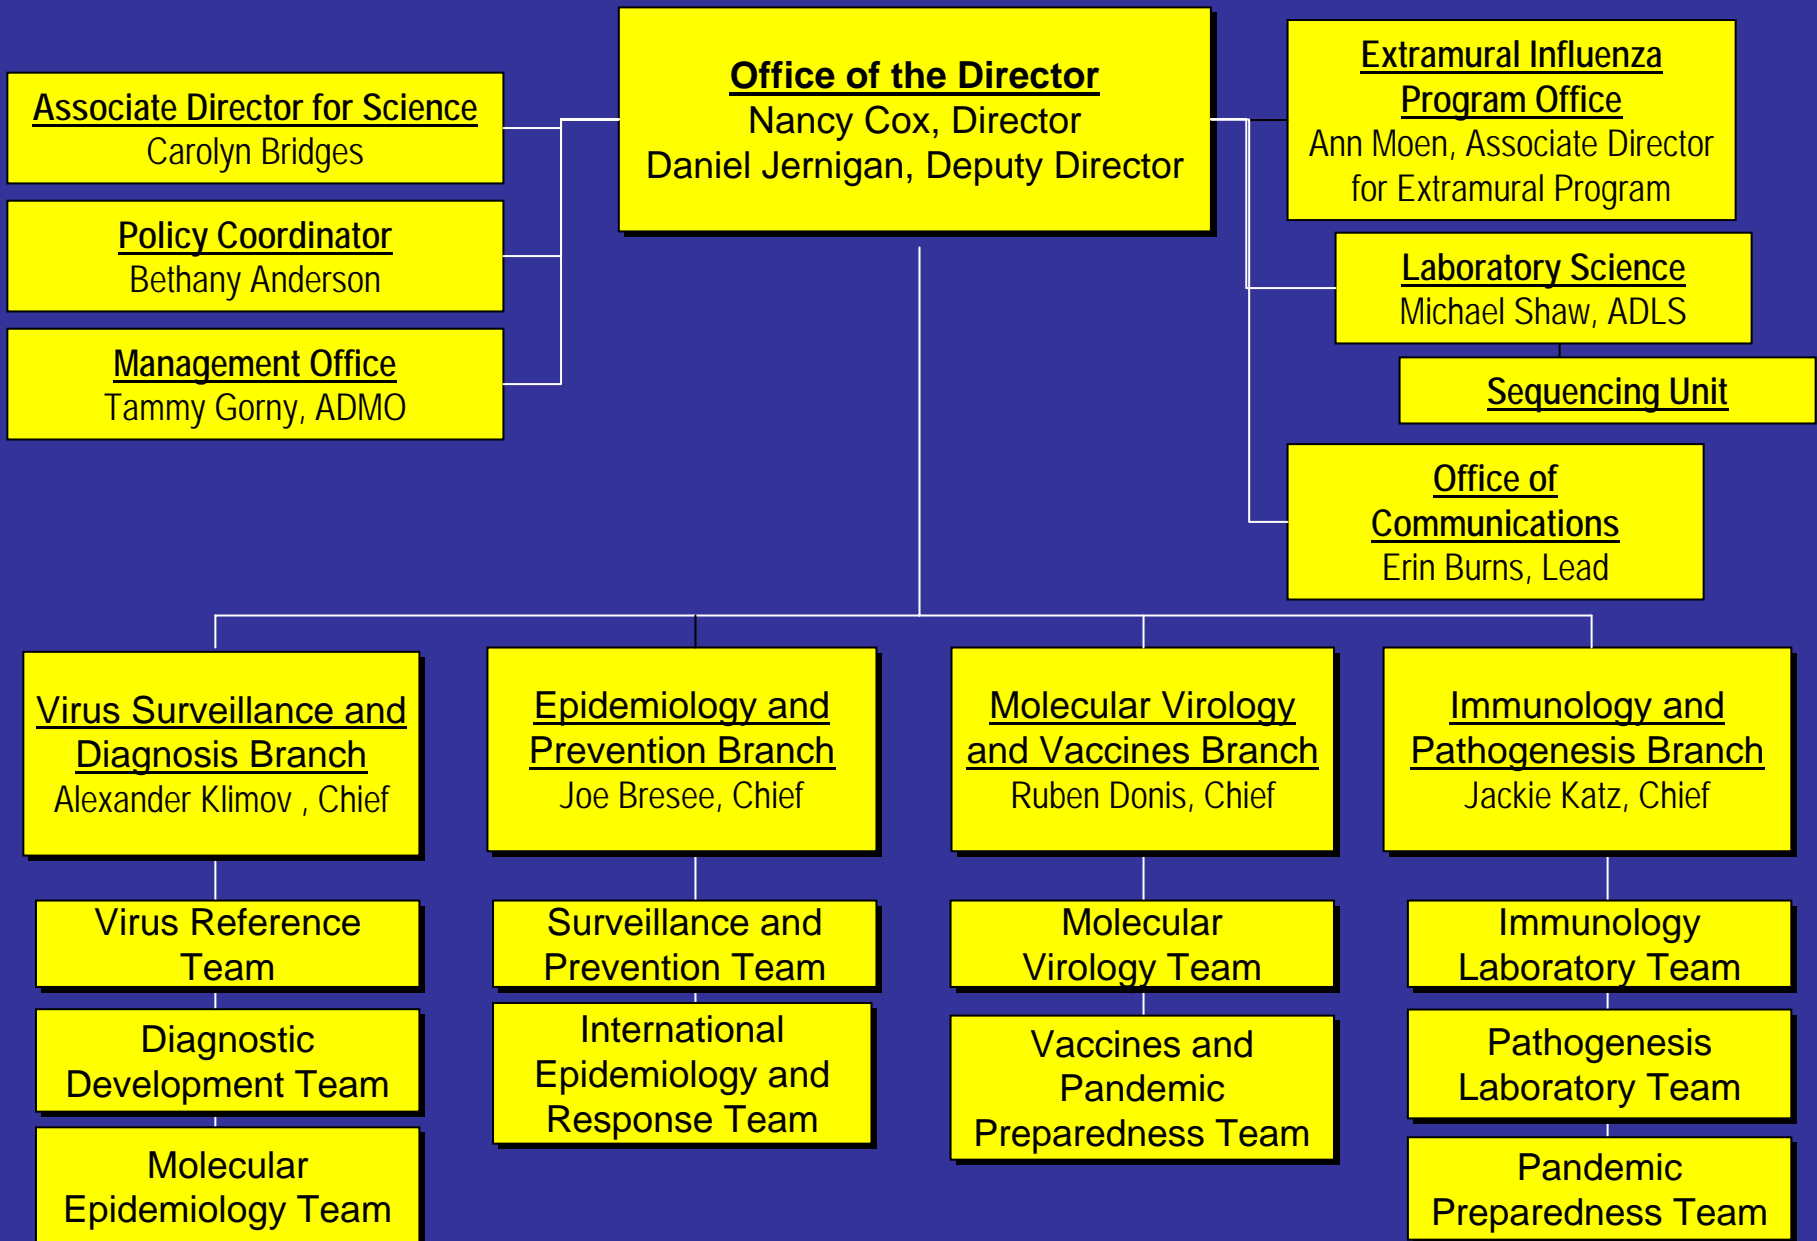 Office of the Director
Nancy Cox, Director
Daniel Jernigan, Deputy Director
Associate Director for Science
Carolyn Bridges
Policy Coordinator
Bethany Anderson
Management Office
Tammy Gorny, ADMO
Extramural Influenza
Program Office
Ann Moen, Associate Director
for Extramural Program
Laboratory Science
Michael Shaw, ADLS
Sequencing Unit
Office of
Communications
Erin Burns, Lead
Virus Surveillance and
Diagnosis Branch
Alexander Klimov , Chief
Virus Reference
Team
Diagnostic
Development Team
Molecular
Epidemiology Team
Epidemiology and
Prevention Branch
Joe Bresee, Chief
Surveillance and
Prevention Team
International
Epidemiology and
Response Team
Molecular Virology
and Vaccines Branch
Ruben Donis, Chief
Molecular
Virology Team
Vaccines and
Pandemic
Preparedness Team
Immunology and
Pathogenesis Branch
Jackie Katz, Chief
Immunology
Laboratory Team
Pathogenesis
Laboratory Team
Pandemic
Preparedness Team